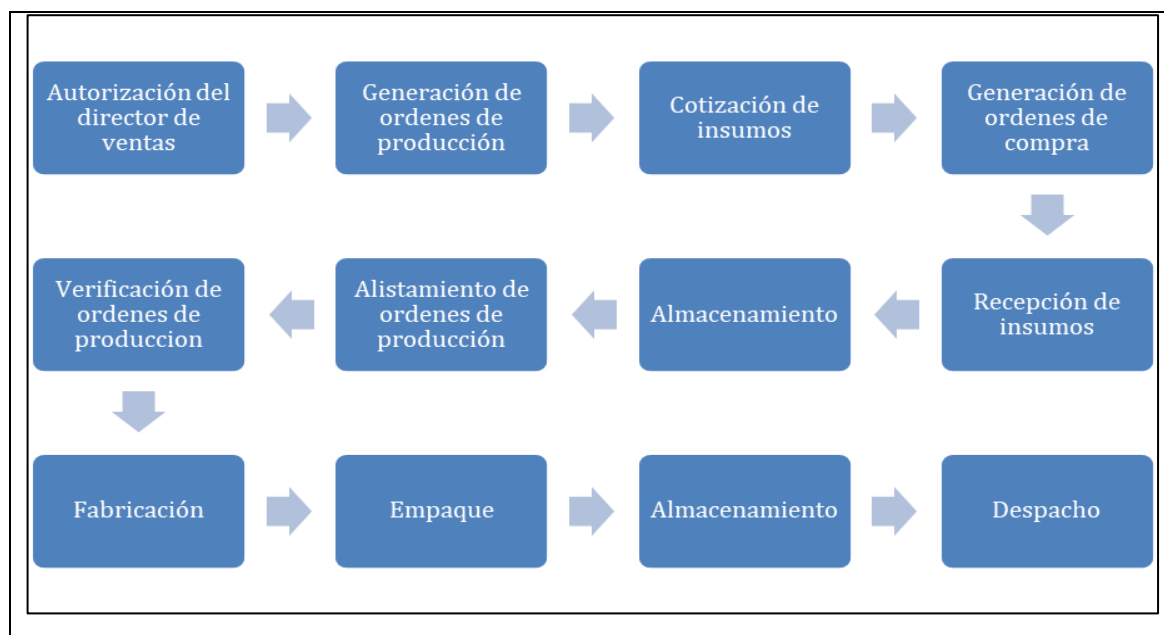 Autorización del
director de
ventas
Generación de
ordenes de
producción
Cotización de
insumos
Generación de
ordenes de
compra
Recepción de
insumos
Almacenamiento
Alistamiento de
ordenes de
producción
Verificación de
ordenes de
produccion
Fabricación
Empaque
Almacenamiento
Despacho